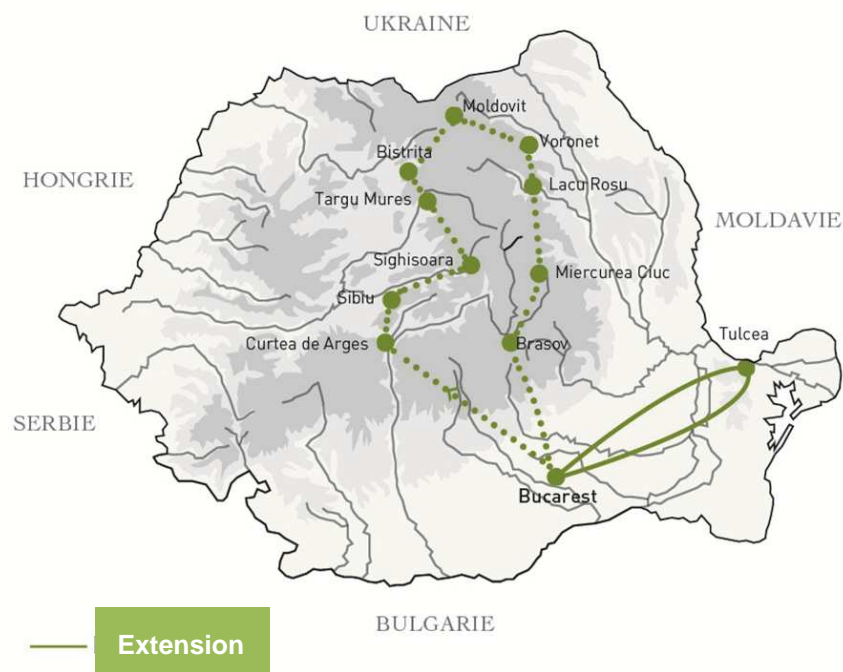 UKRAINE
Moldovit
Voronet
Bistrita
HONGRIE
Lacu Rosu
Targu Mures
MOLDAVIE
Sighisoara
Miercurea Ciuc
Sibiu
Tulcea
Curtea de Arges
Brasov
SERBIE
Bucarest
BULGARIE
Extension